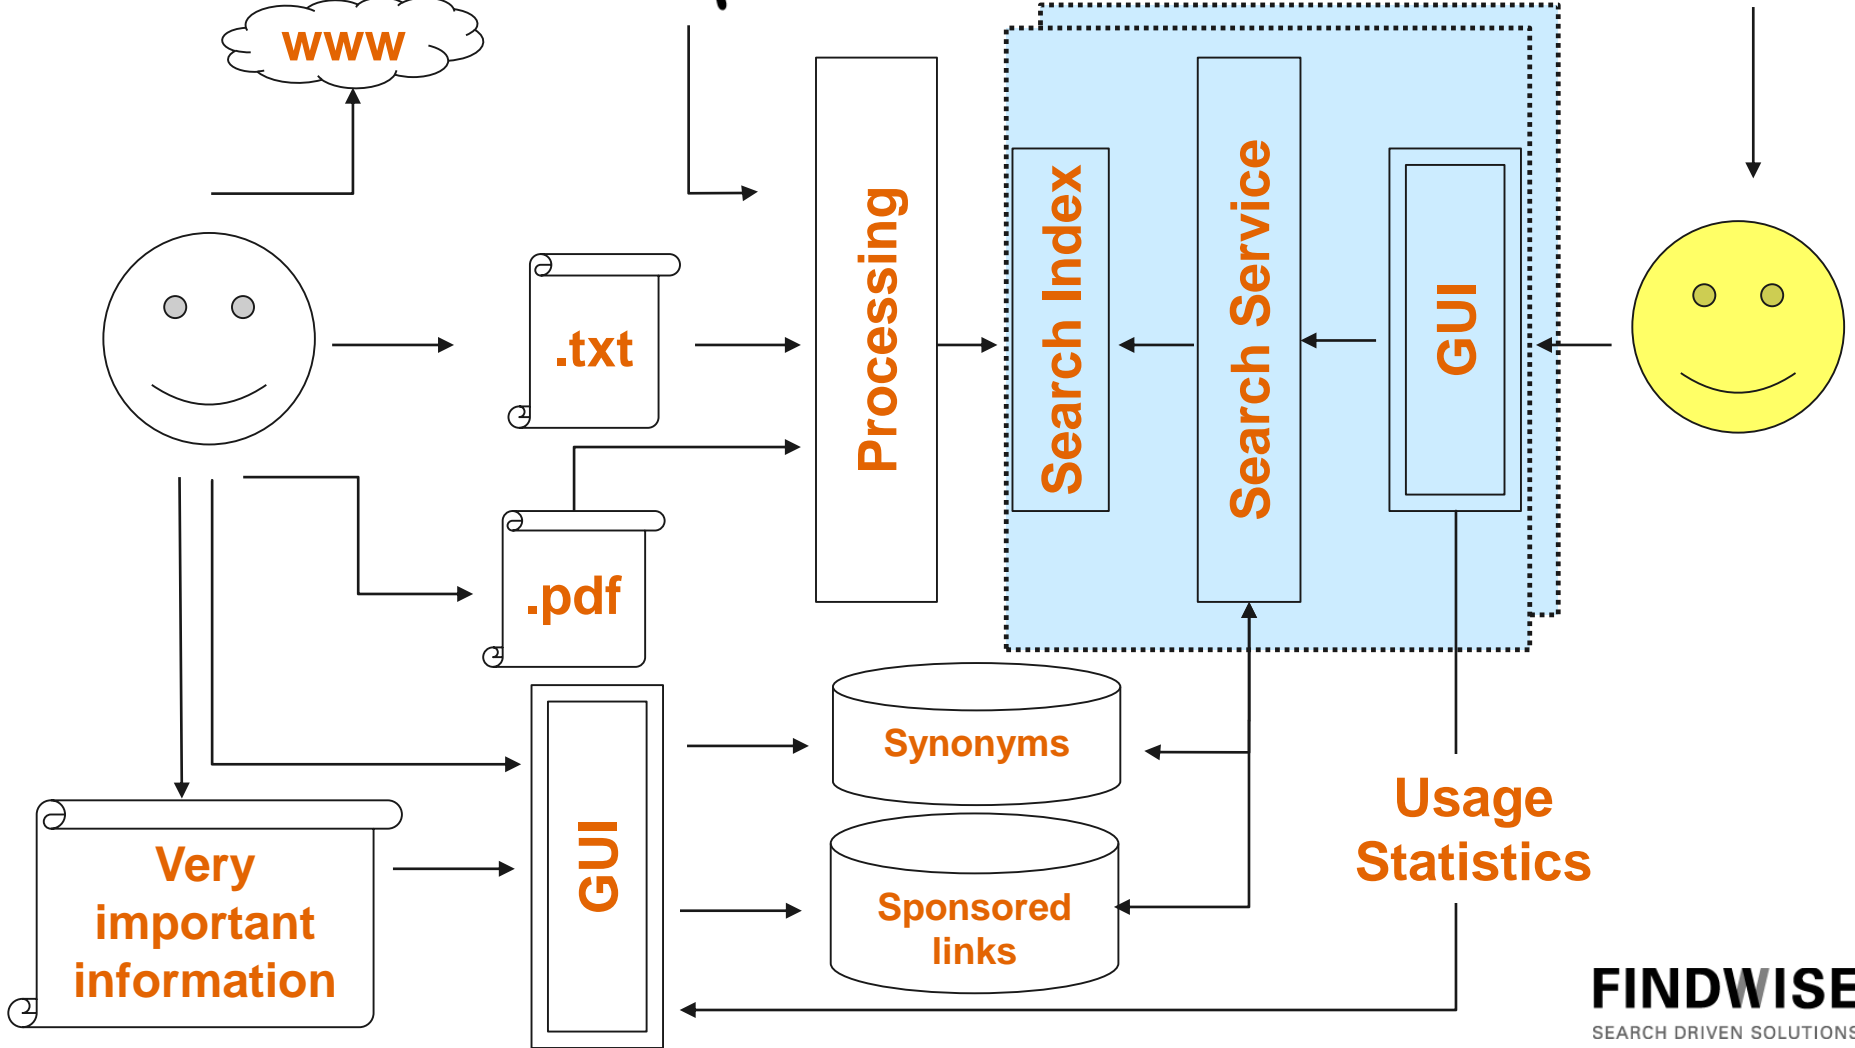 www
.txt
Processing
Search Index
Search Service
GUI
.pdf
Synonyms
GUI
Very
important
information
Sponsored
links
Usage
Statistics
FINDWISE
SEARCH DRIVEN SOLUTIONS